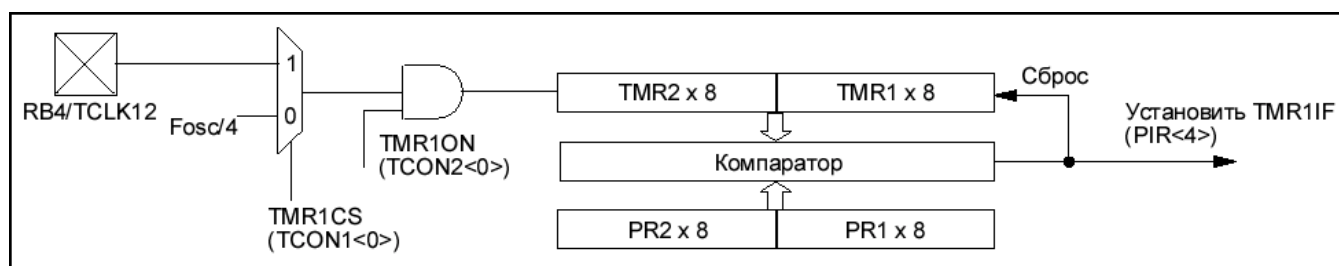 RB4/TCLK12
Fosc/4
1
0
TMR1CS
(TCON1<0>)
TMR1ON
(TCON2<0>)
TMR2 x 8
TMR1 x 8
Компаратор
PR2 x 8
PR1 x 8
Сброс
Установить TMR1IF
(PIR<4>)